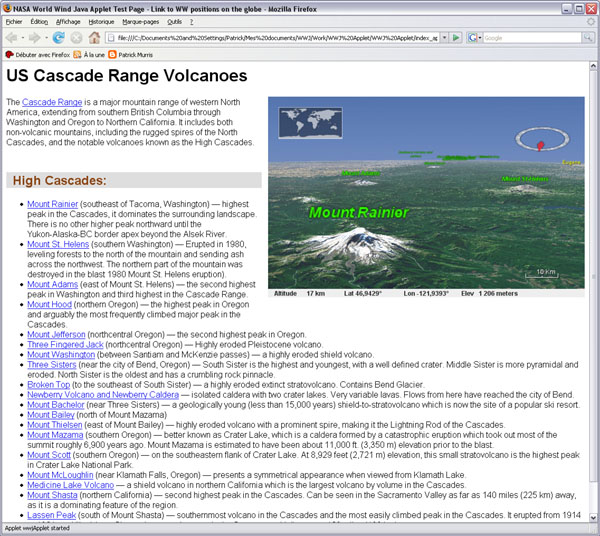 NASA World Wind Java Applet Test Page - Link to WW positions on the globe - Mozilla Firefox
Fichier Édition Affichage Historique Marque-pages Outils ?
file:///C:/Documents%20and%20Settings/Patrick/Mes%20documents/WWJ/Work/WWJ%20Applet/WWJ%20Applet/index_ap
Google
Débuter avec Firefox À la une Patrick Murris
US Cascade Range Volcanoes
The Cascade Range is a major mountain range of western North
America, extending from southern British Columbia through
Washington and Oregon to Northern California. It includes both
non-volcanic mountains, including the rugged spires of the North
Cascades, and the notable volcanoes known as the High Cascades.
Mount St. Helens
Mount Rainier
10 Km
Altitude 17 km Lat 46,9429° Lon -121,9393° Elev 1 206 meters
High Cascades:
Mount Rainier (southeast of Tacoma, Washington) — highest
peak in the Cascades, it dominates the surrounding landscape.
There is no other higher peak northward until the
Yukon-Alaska-BC border apex beyond the Alsek River.
Mount St. Helens (southern Washington) — Erupted in 1980,
leveling forests to the north of the mountain and sending ash
across the northwest. The northern part of the mountain was
destroyed in the blast 1980 Mount St. Helens eruption).
Mount Adams (east of Mount St. Helens) — the second highest
peak in Washington and third highest in the Cascade Range.
Mount Hood (northern Oregon) — the highest peak in Oregon
and arguably the most frequently climbed major peak in the
Cascades.
Mount Jefferson (northcentral Oregon) — the second highest peak in Oregon.
Three Fingered Jack (northcentral Oregon) — Highly eroded Pleistocene volcano.
Mount Washington (between Santiam and McKenzie passes) — a highly eroded shield volcano.
Three Sisters (near the city of Bend, Oregon) — South Sister is the highest and youngest, with a well defined crater. Middle Sister is more pyramidal and
eroded. North Sister is the oldest and has a crumbling rock pinnacle.
Broken Top (to the southeast of South Sister) — a highly eroded extinct stratovolcano. Contains Bend Glacier.
Newberry Volcano and Newberry Caldera — isolated caldera with two crater lakes. Very variable lavas. Flows from here have reached the city of Bend.
Mount Bachelor (near Three Sisters) — a geologically young (less than 15,000 years) shield-to-stratovolcano which is now the site of a popular ski resort.
Mount Bailey (north of Mount Mazama)
Mount Thielsen (east of Mount Bailey) — highly eroded volcano with a prominent spire, making it the Lightning Rod of the Cascades.
Mount Mazama (southern Oregon) — better known as Crater Lake, which is a caldera formed by a catastrophic eruption which took out most of the
summit roughly 6,900 years ago. Mount Mazama is estimated to have been about 11,000 ft. (3,350 m) elevation prior to the blast.
Mount Scott (southern Oregon) — on the southeastern flank of Crater Lake. At 8,929 feet (2,721 m) elevation, this small stratovolcano is the highest peak
in Crater Lake National Park.
Mount McLoughlin (near Klamath Falls, Oregon) — presents a symmetrical appearance when viewed from Klamath Lake.
Medicine Lake Volcano — a shield volcano in northern California which is the largest volcano by volume in the Cascades.
Mount Shasta (northern California) — second highest peak in the Cascades. Can be seen in the Sacramento Valley as far as 140 miles (225 km) away,
as it is a dominating feature of the region.
Lassen Peak (south of Mount Shasta) — southernmost volcano in the Cascades and the most easily climbed peak in the Cascades. It erupted from 1914
Applet wwjApplet started